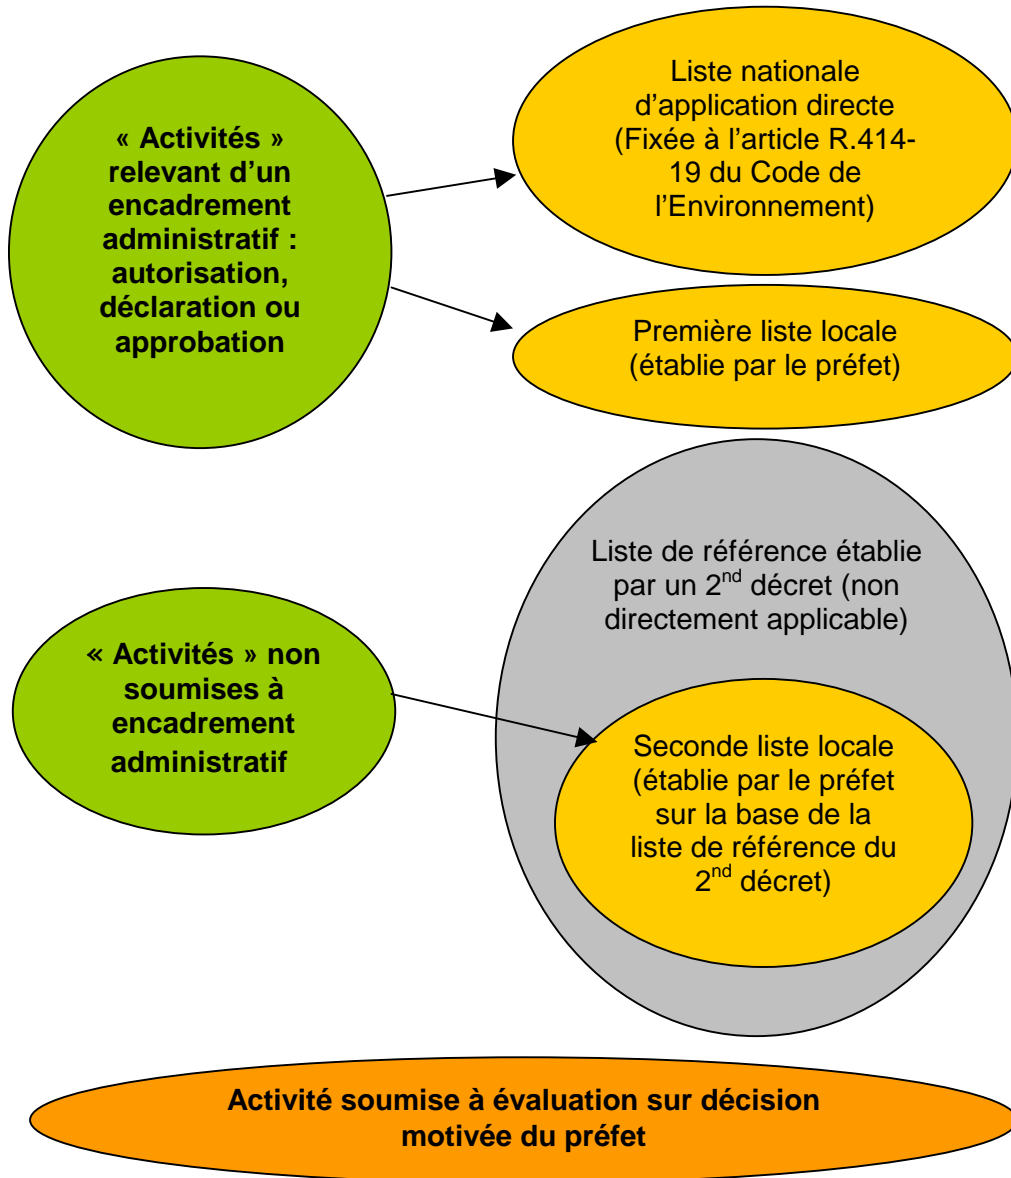 « Activités »
relevant d’un
encadrement
administratif :
autorisation,
déclaration ou
approbation
Liste nationale
d’application directe
(Fixée à l’article R.414-
19 du Code de
l’Environnement)
Première liste locale
(établie par le préfet)
« Activités » non
soumises à
encadrement
administratif
Liste de référence établie
par un 2nd décret (non
directement applicable)
Seconde liste locale
(établie par le préfet
sur la base de la
liste de référence du
2nd décret)
Activité soumise à évaluation sur décision
motivée du préfet